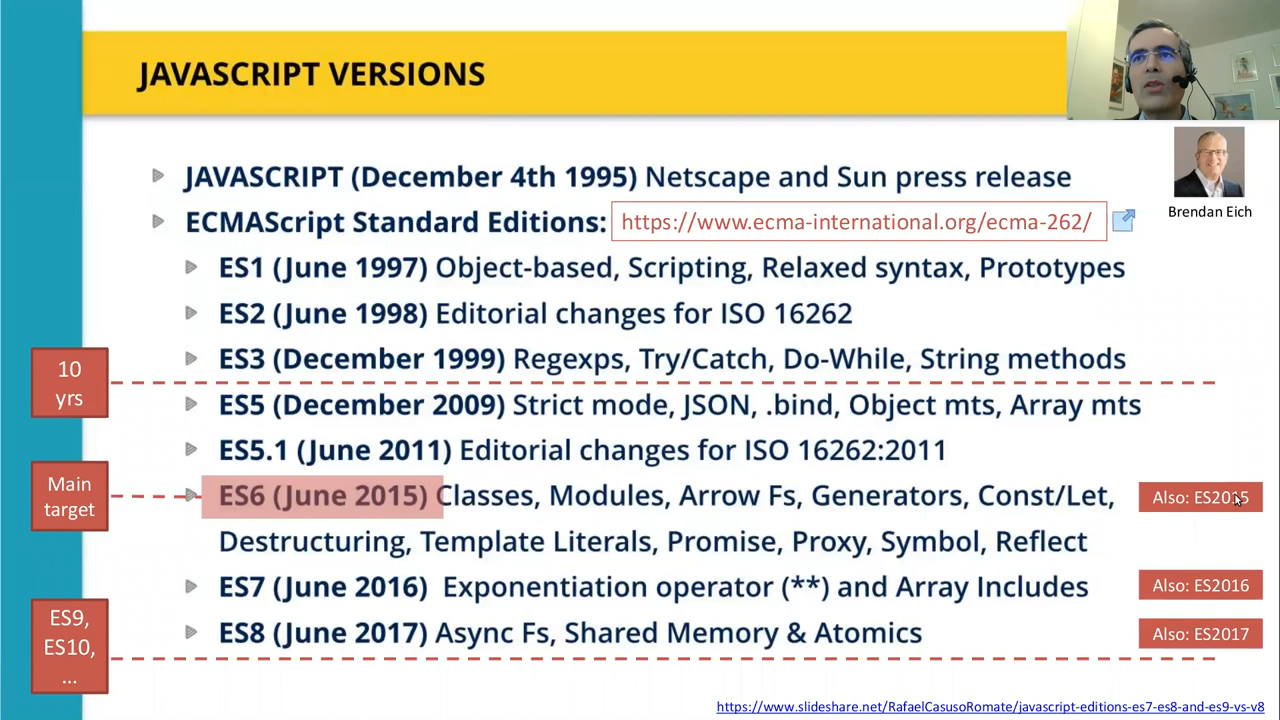 JAVASCRIPT VERSIONS
Brendan Eich
JAVASCRIPT (December 4th 1995) Netscape and Sun press release
ECMAScript Standard Editions: https://www.ecma-international.org/ecma-262/
ES1 (June 1997) Object-based, Scripting, Relaxed syntax, Prototypes
ES2 (June 1998) Editorial changes for ISO 16262
ES3 (December 1999) Regexps, Try/Catch, Do-While, String methods
10
yrs
ES5 (December 2009) Strict mode, JSON, .bind, Object mts, Array mts
ES5.1 (June 2011) Editorial changes for ISO 16262:2011
Main
target
ES6 (June 2015) Classes, Modules, Arrow Fs, Generators, Const/Let,
Also: ES2015
Destructuring, Template Literals, Promise, Proxy, Symbol, Reflect
ES7 (June 2016) Exponentiation operator (**) and Array Includes
Also: ES2016
ES8 (June 2017) Async Fs, Shared Memory & Atomics
Also: ES2017
ES9,
ES10,
...
https://www.slideshare.net/RafaelCasusoRomate/javascript-editions-es7-es8-and-es9-vs-v8